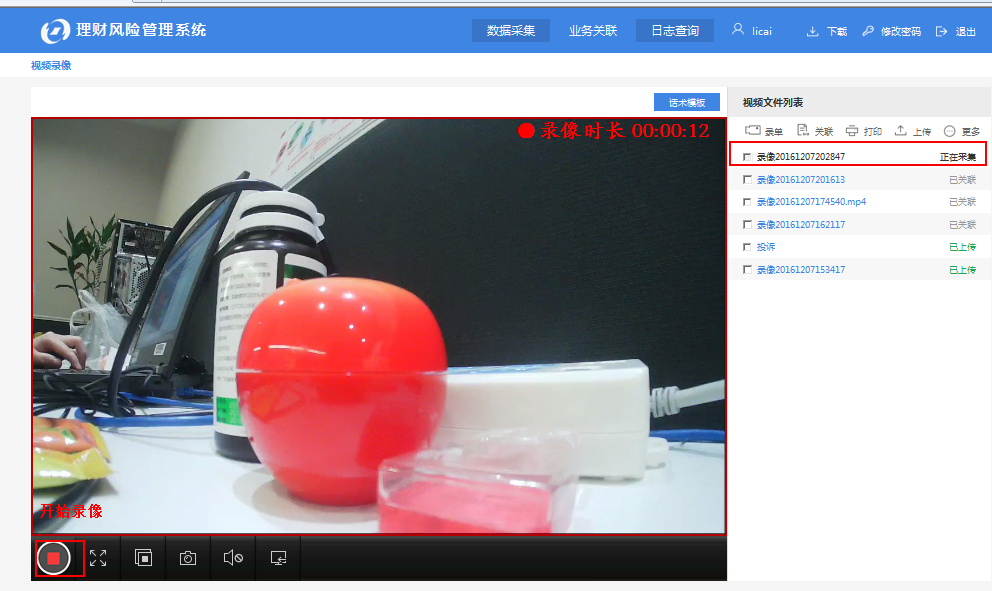 理财风险管理系统
数据采集 业务关联 日志查询 licai 下载 修改密码 退出
视频录像
话术模板
视频文件列表
录单 关联 打印 上传 更多
录像时长 00:00:12
录像20161207202847 正在采集
录像20161207201613 已关联
录像20161207174540.mp4 已关联
录像20161207162117 已关联
投诉 已上传
录像20161207153417 已上传
开始录像